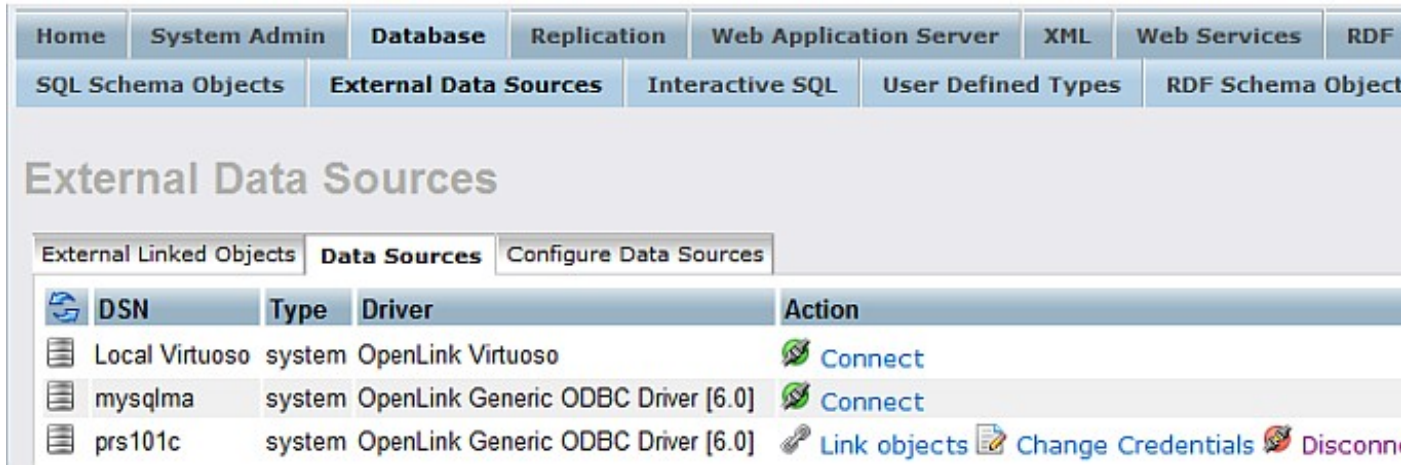 Home System Admin Database Replication Web Application Server XML Web Services RDF
SQL Schema Objects External Data Sources Interactive SQL User Defined Types RDF Schema Object
External Data Sources
External Linked Objects Data Sources Configure Data Sources
DSN Type Driver Action
Local Virtuoso system OpenLink Virtuoso Connect
mysqlma system OpenLink Generic ODBC Driver [6.0] Connect
prs101c system OpenLink Generic ODBC Driver [6.0] Link objects Change Credentials Disconne